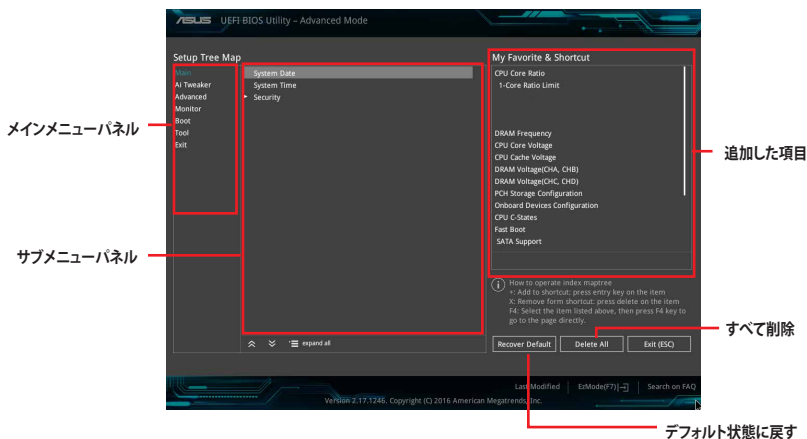 ASUS UEFI BIOS Utility – Advanced Mode
Setup Tree Map
Main
Ai Tweaker
Advanced
Monitor
Boot
Tool
Exit
System Date
System Time
Security
expand all
My Favorite & Shortcut
CPU Core Ratio
1-Core Ratio Limit
DRAM Frequency
CPU Core Voltage
CPU Cache Voltage
DRAM Voltage(CHA, CHB)
DRAM Voltage(CHC, CHD)
PCH Storage Configuration
Onboard Devices Configuration
CPU C-States
Fast Boot
SATA Support
How to operate index maptree
+: Add to shortcut: press entry key on the item
X: Remove form shortcut: press delete on the item
F4: Select the item listed above, then press F4 key to
go to the page directly.
Recover Default Delete All Exit (ESC)
Last Modified EzMode(F7) Search on FAQ
Version 2.17.1246. Copyright (C) 2016 American Megatrends, Inc.
メインメニューパネル
サブメニューパネル
追加した項目
すべて削除
デフォルト状態に戻す